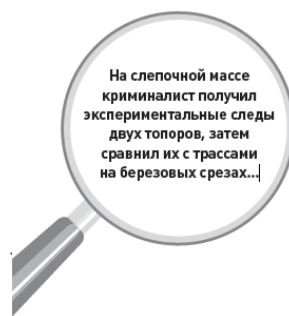 На слепочной массе
криминалист получил
экспериментальные следы
двух топоров, затем
сравнил их с трассами
на березовых срезах...